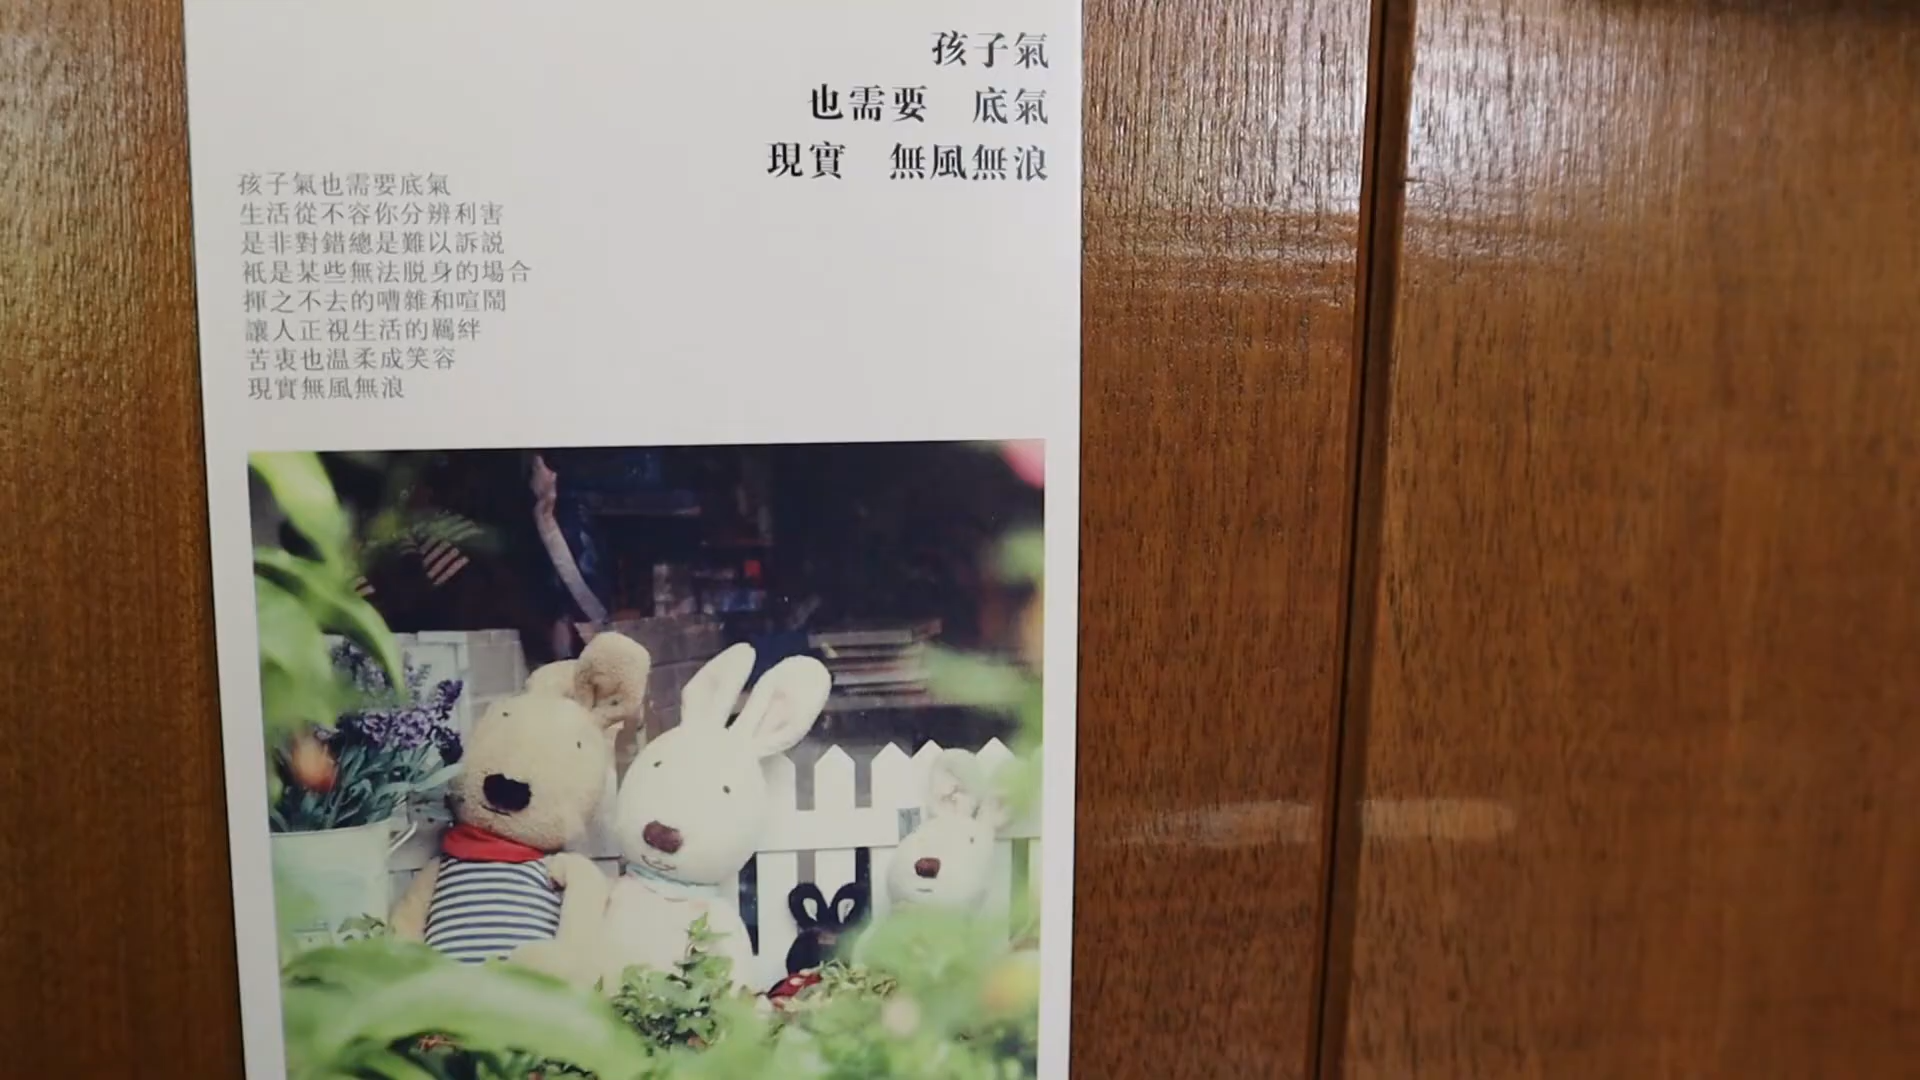 孩子氣
也需要　底氣
現實　無風無浪
孩子氣也需要底氣
生活從不容你分辨利害
是非對錯總是難以訴説
衹是某些無法脱身的場合
揮之不去的嘈雜和喧鬧
讓人正視生活的羈絆
苦衷也温柔成笑容
現實無風無浪